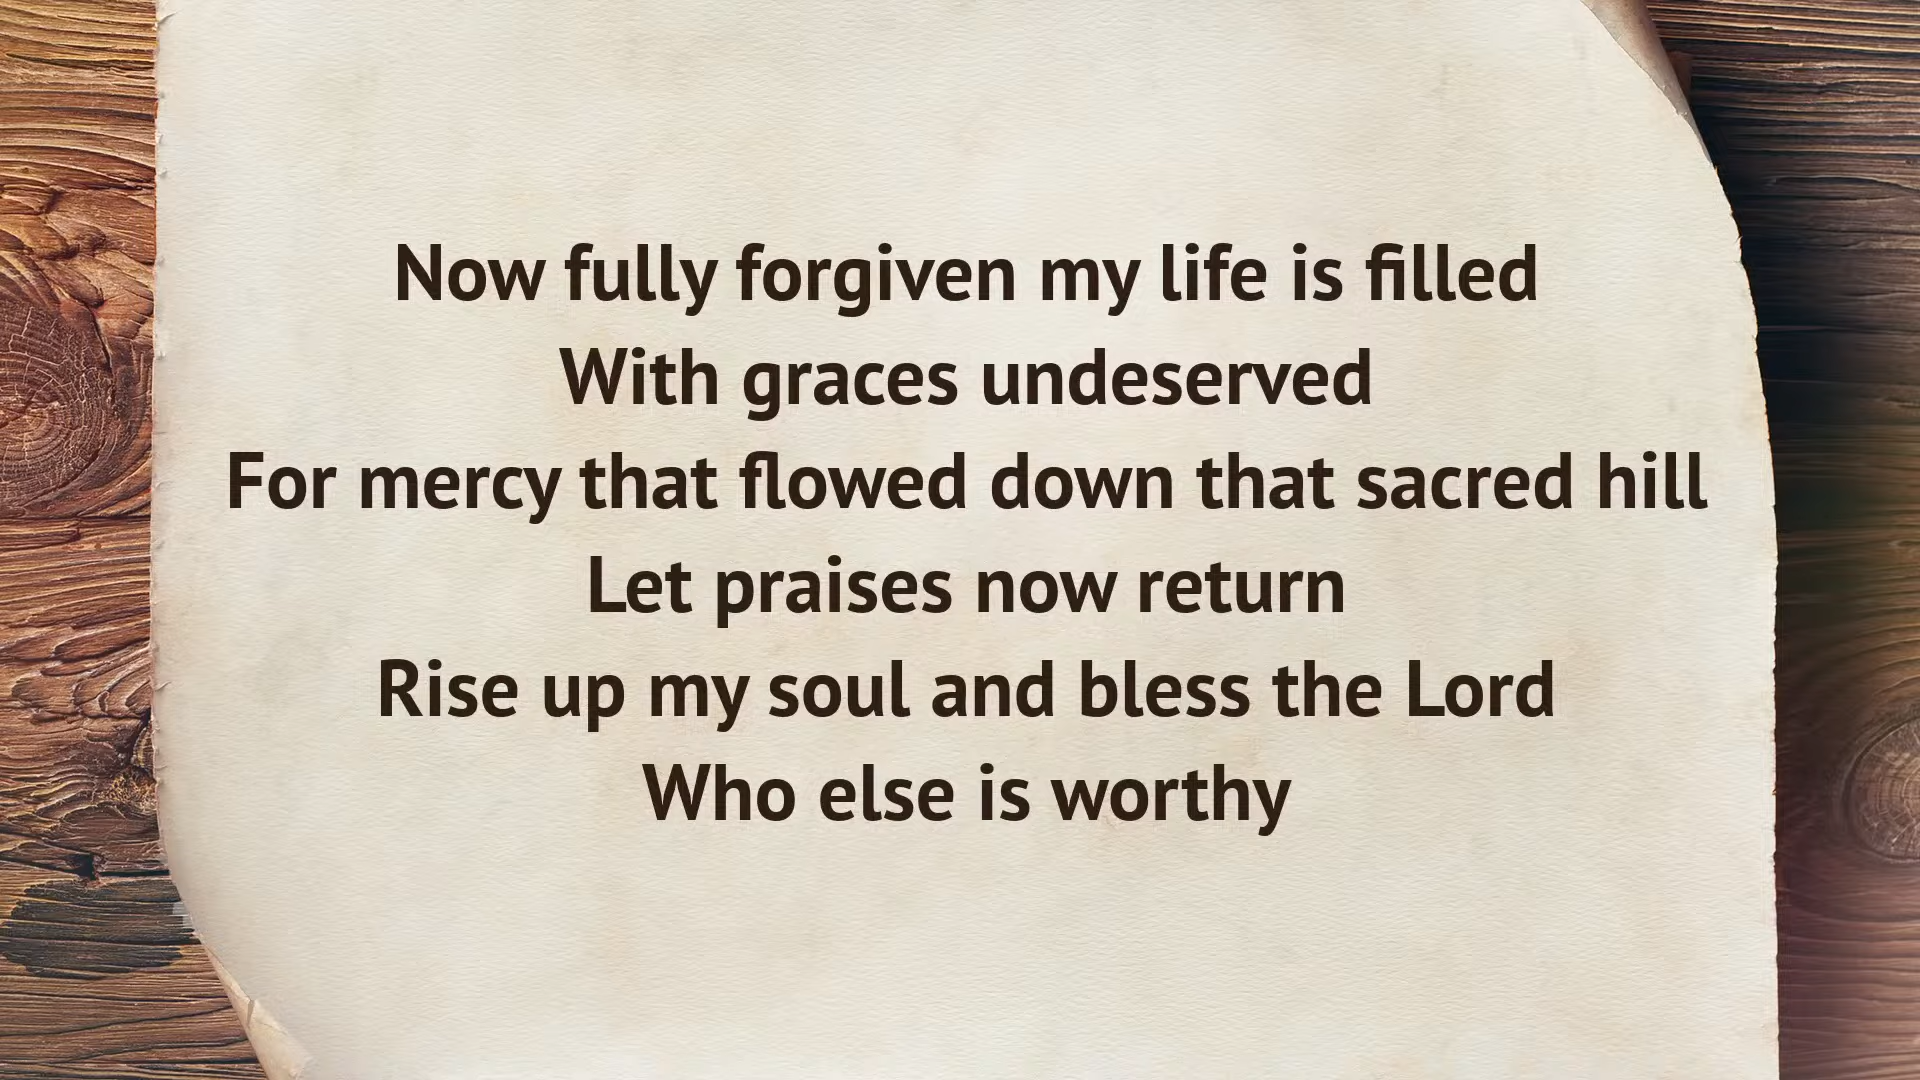 Now fully forgiven my life is filled
With graces undeserved
For mercy that flowed down that sacred hill
Let praises now return
Rise up my soul and bless the Lord
Who else is worthy